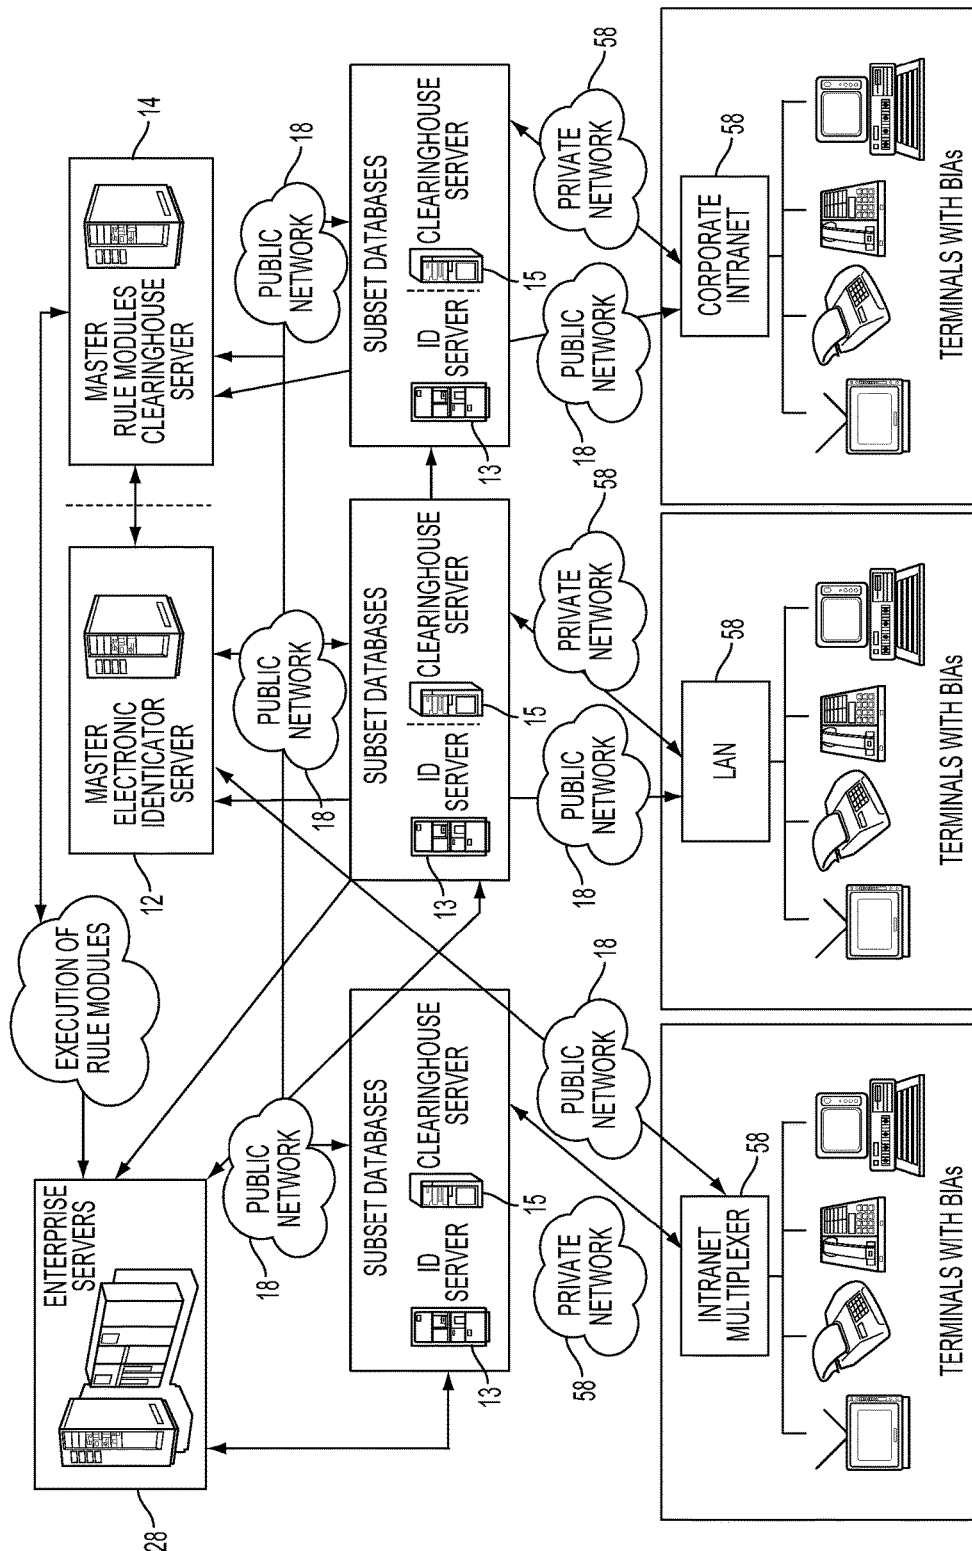 ENTERPRISE
SERVERS
28
EXECUTION OF
RULE MODULES
MASTER
ELECTRONIC
IDENTICATOR
SERVER
12
MASTER
RULE MODULES
CLEARINGHOUSE
SERVER
14
PUBLIC
NETWORK
18
PUBLIC
NETWORK
18
PUBLIC
NETWORK
18
SUBSET DATABASES
ID
SERVER
CLEARINGHOUSE
SERVER
13
15
SUBSET DATABASES
ID
SERVER
CLEARINGHOUSE
SERVER
13
15
SUBSET DATABASES
ID
SERVER
CLEARINGHOUSE
SERVER
13
15
PRIVATE
NETWORK
58
PUBLIC
NETWORK
18
PUBLIC
NETWORK
18
PRIVATE
NETWORK
58
PUBLIC
NETWORK
18
PRIVATE
NETWORK
58
INTRANET
MULTIPLEXER
58
TERMINALS WITH BIAs
LAN
58
TERMINALS WITH BIAs
CORPORATE
INTRANET
58
TERMINALS WITH BIAs